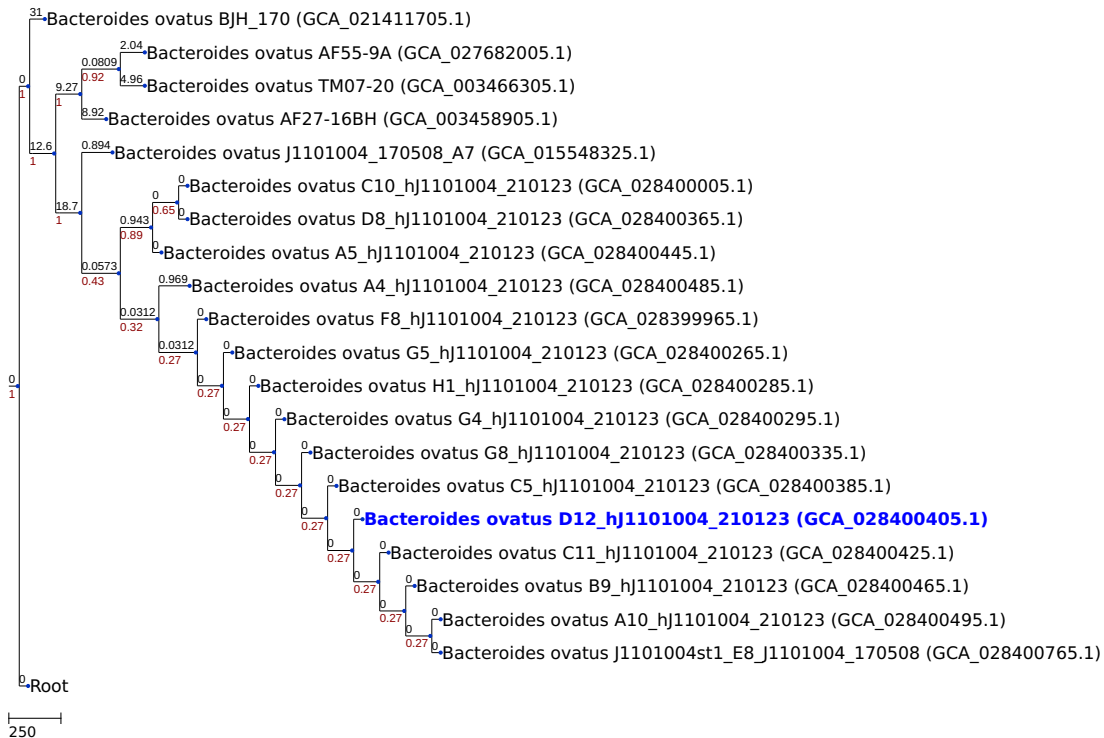 31 Bacteroides ovatus BJH_170 (GCA_021411705.1)
2.04 Bacteroides ovatus AF55-9A (GCA_027682005.1)
0.0809
0.92
0
1
9.27
1
4.96 Bacteroides ovatus TM07-20 (GCA_003466305.1)
8.92 Bacteroides ovatus AF27-16BH (GCA_003458905.1)
12.6
1
0.894 Bacteroides ovatus J1101004_170508_A7 (GCA_015548325.1)
0 Bacteroides ovatus C10_hJ1101004_210123 (GCA_028400005.1)
0
0.65
18.7
1
0 Bacteroides ovatus D8_hJ1101004_210123 (GCA_028400365.1)
0.943
0.89
0 Bacteroides ovatus A5_hJ1101004_210123 (GCA_028400445.1)
0.0573
0.43
0.969 Bacteroides ovatus A4_hJ1101004_210123 (GCA_028400485.1)
0.0312
0.32
0 Bacteroides ovatus F8_hJ1101004_210123 (GCA_028399965.1)
0.0312
0.27
0 Bacteroides ovatus G5_hJ1101004_210123 (GCA_028400265.1)
0
1
0
0.27
0 Bacteroides ovatus H1_hJ1101004_210123 (GCA_028400285.1)
0
0.27
0 Bacteroides ovatus G4_hJ1101004_210123 (GCA_028400295.1)
0
0.27
0 Bacteroides ovatus G8_hJ1101004_210123 (GCA_028400335.1)
0
0.27
0 Bacteroides ovatus C5_hJ1101004_210123 (GCA_028400385.1)
0
0.27
0 Bacteroides ovatus D12_hJ1101004_210123 (GCA_028400405.1)
0
0.27
0 Bacteroides ovatus C11_hJ1101004_210123 (GCA_028400425.1)
0
0.27
0 Bacteroides ovatus B9_hJ1101004_210123 (GCA_028400465.1)
0
0.27
0 Bacteroides ovatus A10_hJ1101004_210123 (GCA_028400495.1)
0
0.27
0 Bacteroides ovatus J1101004st1_E8_J1101004_170508 (GCA_028400765.1)
0 Root
250